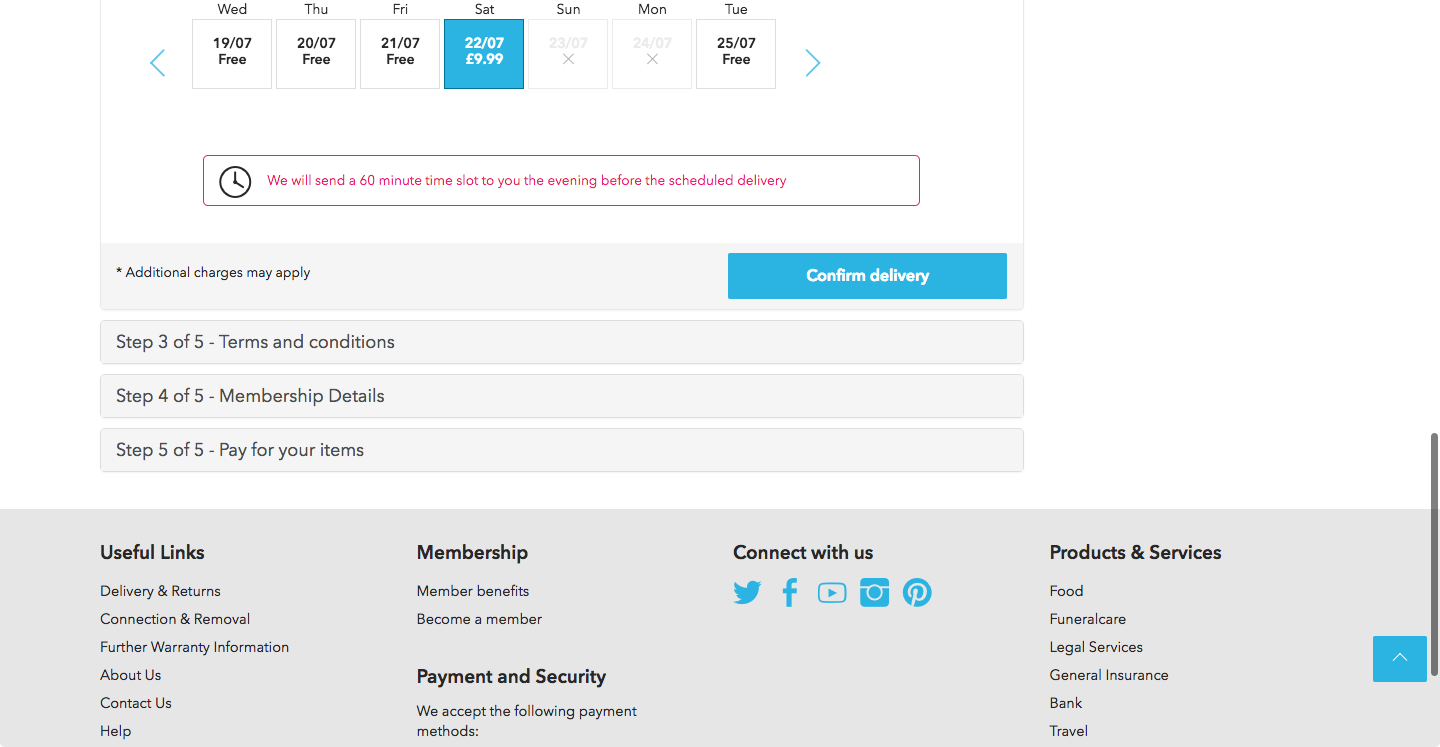 Wed Thu Fri Sat Sun Mon Tue
19/07 20/07 21/07 22/07 23/07 24/07 25/07
Free Free Free £9.99 Free
We will send a 60 minute time slot to you the evening before the scheduled delivery
* Additional charges may apply
Confirm delivery
Step 3 of 5 - Terms and conditions
Step 4 of 5 - Membership Details
Step 5 of 5 - Pay for your items
Useful Links
Delivery & Returns
Connection & Removal
Further Warranty Information
About Us
Contact Us
Help
Membership
Member benefits
Become a member
Payment and Security
We accept the following payment
methods:
Connect with us
Products & Services
Food
Funeralcare
Legal Services
General Insurance
Bank
Travel